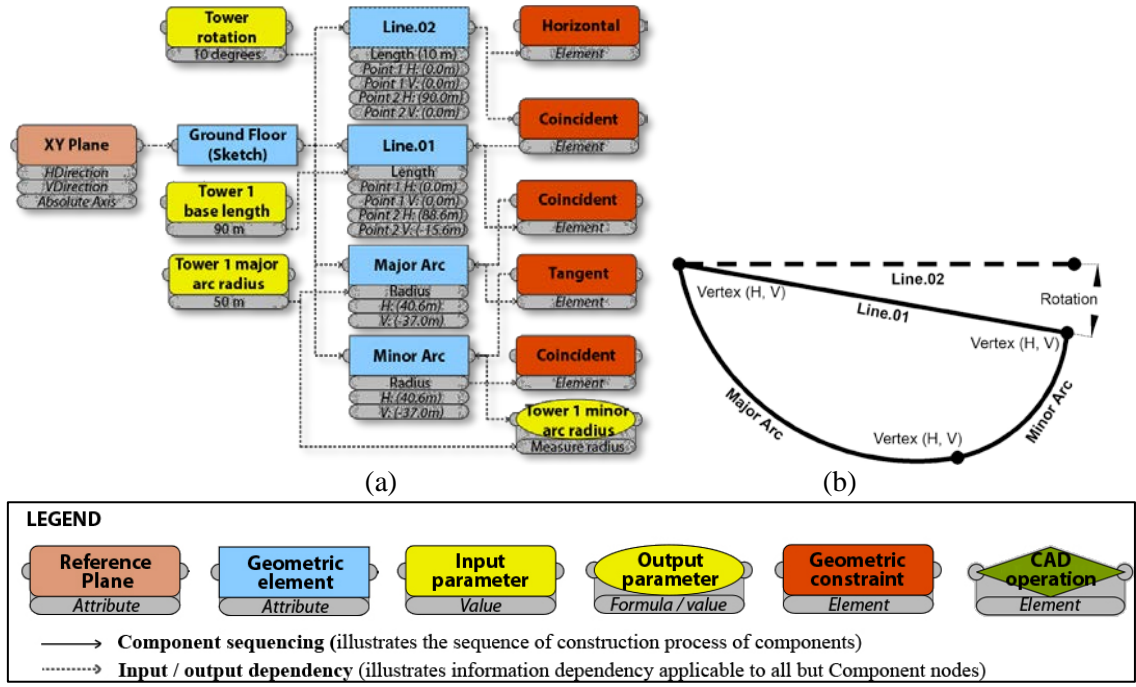 Tower
rotation
10 degrees
Line.02
Length (10 m)
Point 1 H: (0.0m)
Point 1 V: (0.0m)
Point 2 H: (90.0m)
Point 2 V: (0.0m)
Horizontal
Element
Coincident
Element
XY Plane
HDirection
VDirection
Absolute Axis
Ground Floor
(Sketch)
Line.01
Length
Point 1 H: (0.0m)
Point 1 V: (0,0m)
Point 2 H: (88.6m)
Point 2 V: (-15.6m)
Tower 1
base length
90 m
Coincident
Element
Tower 1 major
arc radius
50 m
Major Arc
Radius
H: (40.6m)
V: (-37.0m)
Tangent
Element
Minor Arc
Radius
H: (40.6m)
V: (-37.0m)
Coincident
Element
Tower 1 minor
arc radius
Measure radius
(a)
Line.02
Vertex (H, V)
Line.01
Rotation
Vertex (H, V)
Major Arc
Vertex (H, V)
Minor Arc
(b)
LEGEND
Reference
Plane
Attribute
Geometric
element
Attribute
Input
parameter
Value
Output
parameter
Formula / value
Geometric
constraint
Element
CAD
operation
Element
Component sequencing (illustrates the sequence of construction process of components)
Input / output dependency (illustrates information dependency applicable to all but Component nodes)